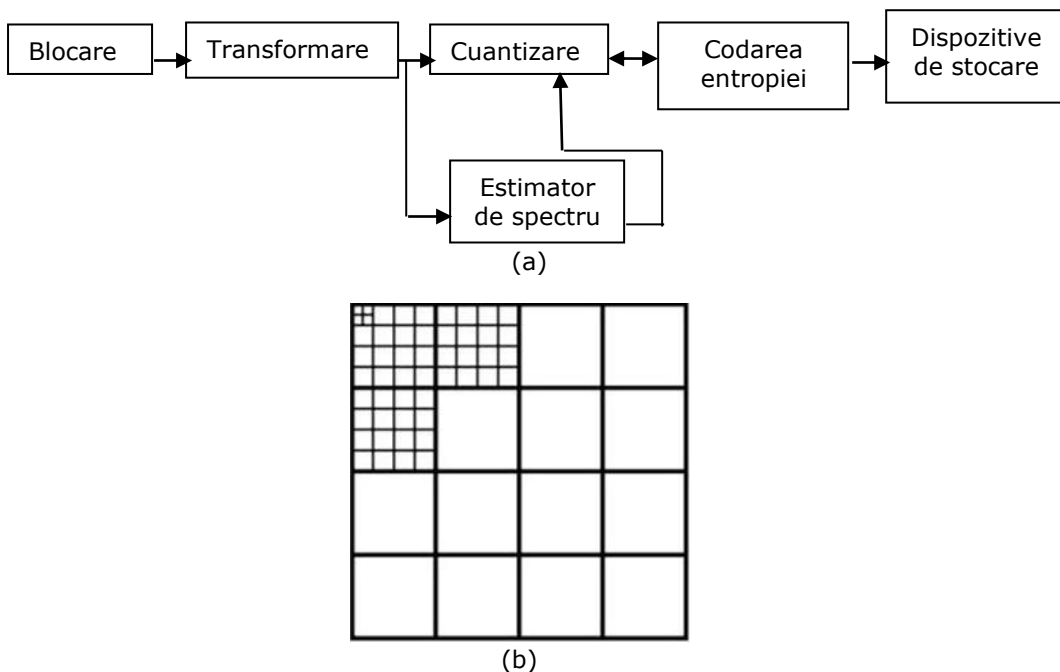 Blocare
Transformare
Cuantizare
Codarea
entropiei
Dispozitive
de stocare
Estimator
de spectru
(a)
(b)